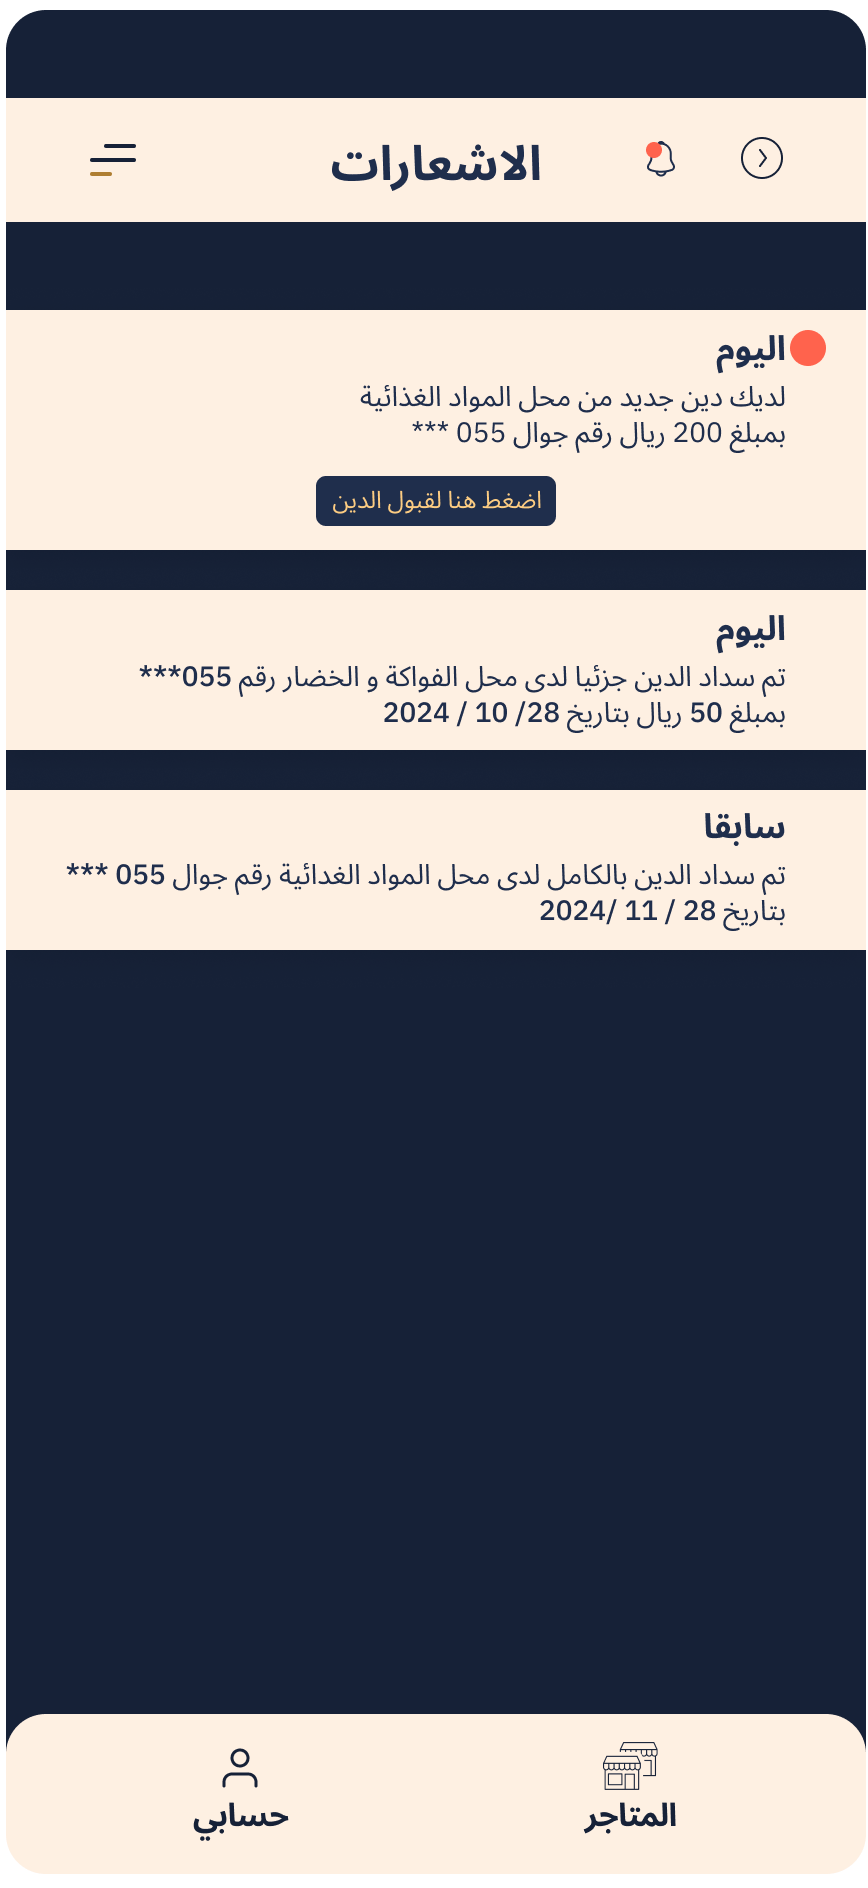 الاشعارات
اليوم
لديك دين جديد من محل المواد الغذائية
بمبلغ 200 ريال رقم جوال 055 ***
اضغط هنا لقبول الدين
اليوم
تم سداد الدين جزئيا لدى محل الفواكة و الخضار رقم 055***
بمبلغ 50 ريال بتاريخ 28/ 10 / 2024
سابقا
تم سداد الدين بالكامل لدى محل المواد الغدائية رقم جوال 055 ***
بتاريخ 28 / 11 /2024
المتاجر
حسابي